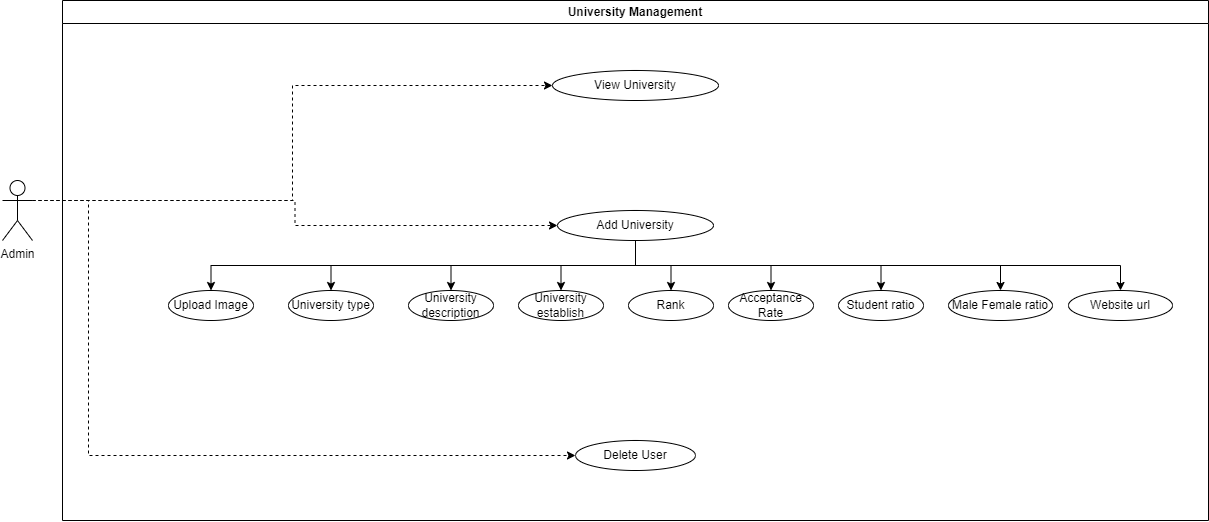 University Management
View University
Admin
Add University
Upload Image
University type
University
description
University
establish
Rank
Acceptance
Rate
Student ratio
Male Female ratio
Website url
Delete User